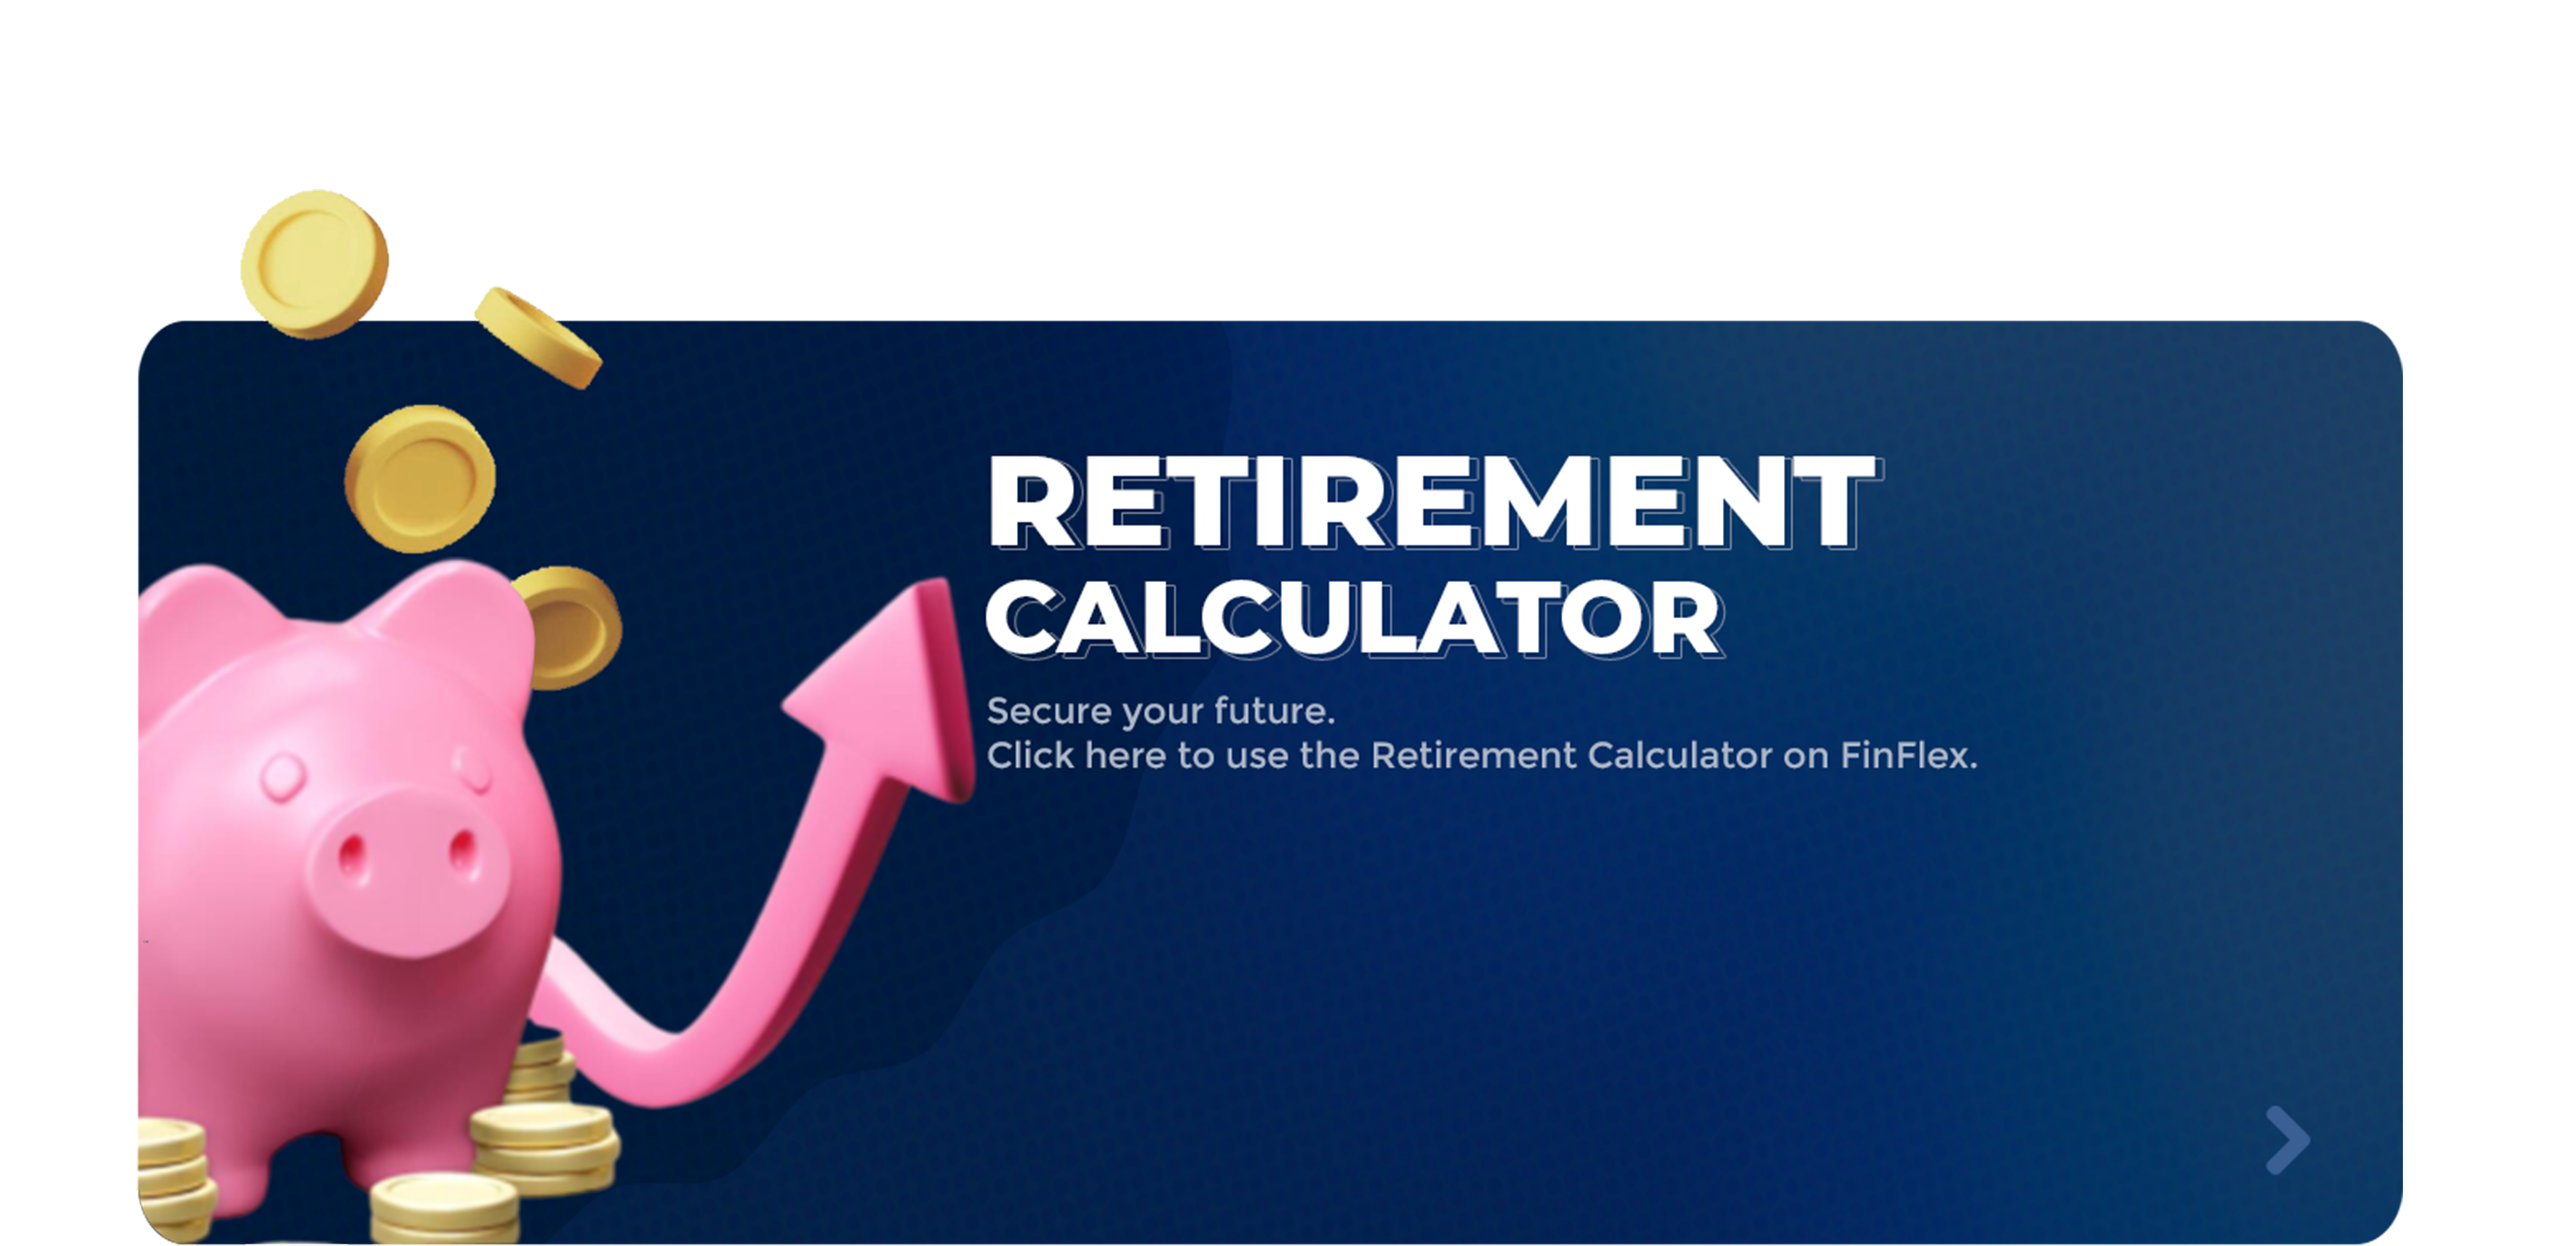 RETIREMENT
CALCULATOR
Secure your future.
Click here to use the Retirement Calculator on FinFlex.